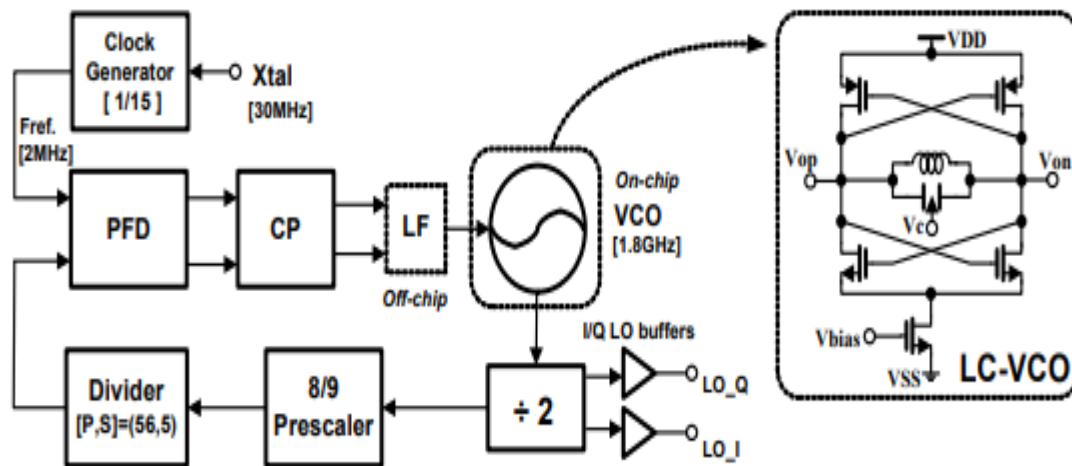 Clock
Generator
[ 1/15 ]
Xtal
[30MHz]
Fref.
[2MHz]
PFD
CP
LF
Off-chip
On-chip
VCO
[1.8GHz]
Divider
[P,S]=(56,5)
8/9
Prescaler
÷ 2
I/Q LO buffers
LO_Q
LO_I
VDD
Vop
Von
Vc
Vbias
VSS
LC-VCO